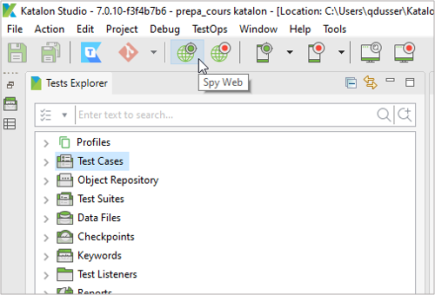 Katalon Studio - 7.0.10-f3f4b7b6 - prepa_cours katalon - [Location: C:\Users\qdusser\Katalo
File Action Edit Project Debug TestOps Window Help Tools
Spy Web
Tests Explorer
Enter text to search...
Profiles
Test Cases
Object Repository
Test Suites
Data Files
Checkpoints
Keywords
Test Listeners
Reports